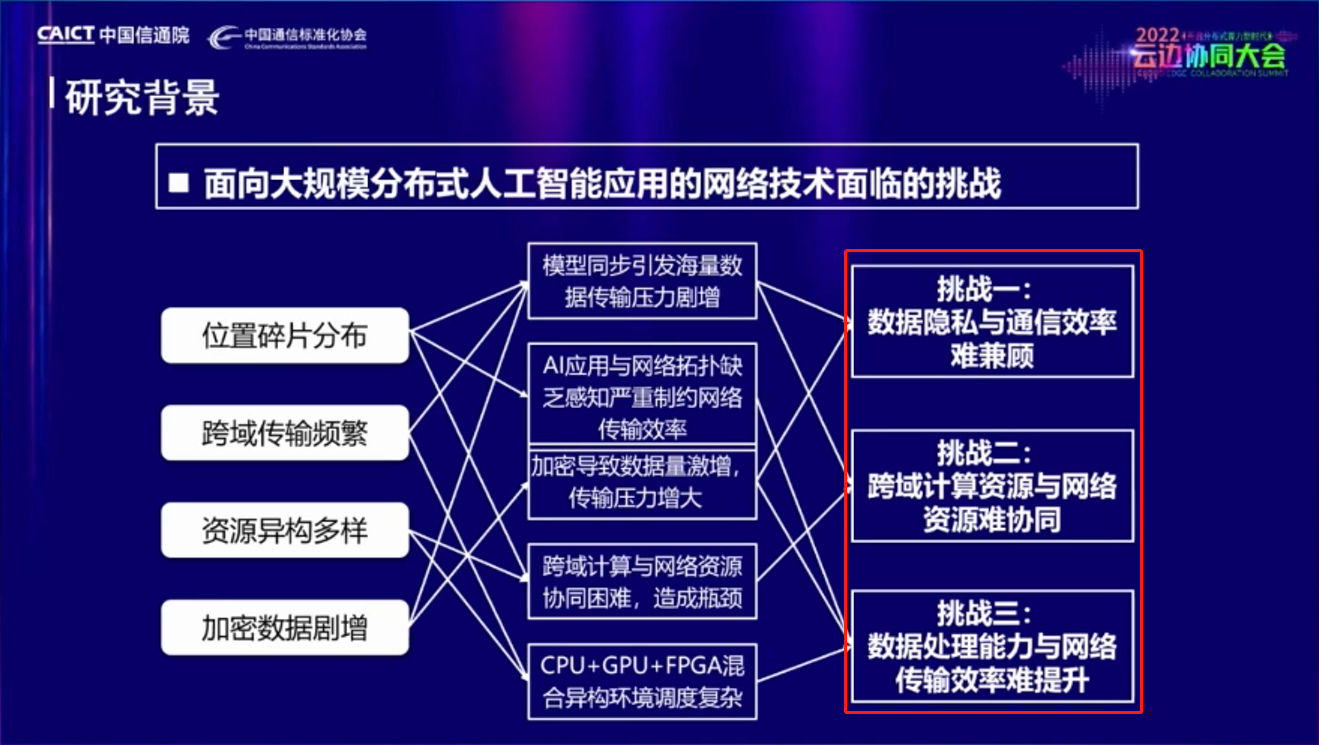 CAICT 中国信通院
中国通信标准化协会
China Communications Standards Association
2022
云边协同大会
CLOUD EDGE COLLABORATION SUMMIT
研究背景
■ 面向大规模分布式人工智能应用的网络技术面临的挑战
位置碎片分布
跨域传输频繁
资源异构多样
加密数据剧增
模型同步引发海量数
据传输压力剧增
AI应用与网络拓扑缺
乏感知严重制约网络
传输效率
加密导致数据量激增，
传输压力增大
跨域计算与网络资源
协同困难，造成瓶颈
CPU+GPU+FPGA混
合异构环境调度复杂
挑战一：
数据隐私与通信效率
难兼顾
挑战二：
跨域计算资源与网络
资源难协同
挑战三：
数据处理能力与网络
传输效率难提升